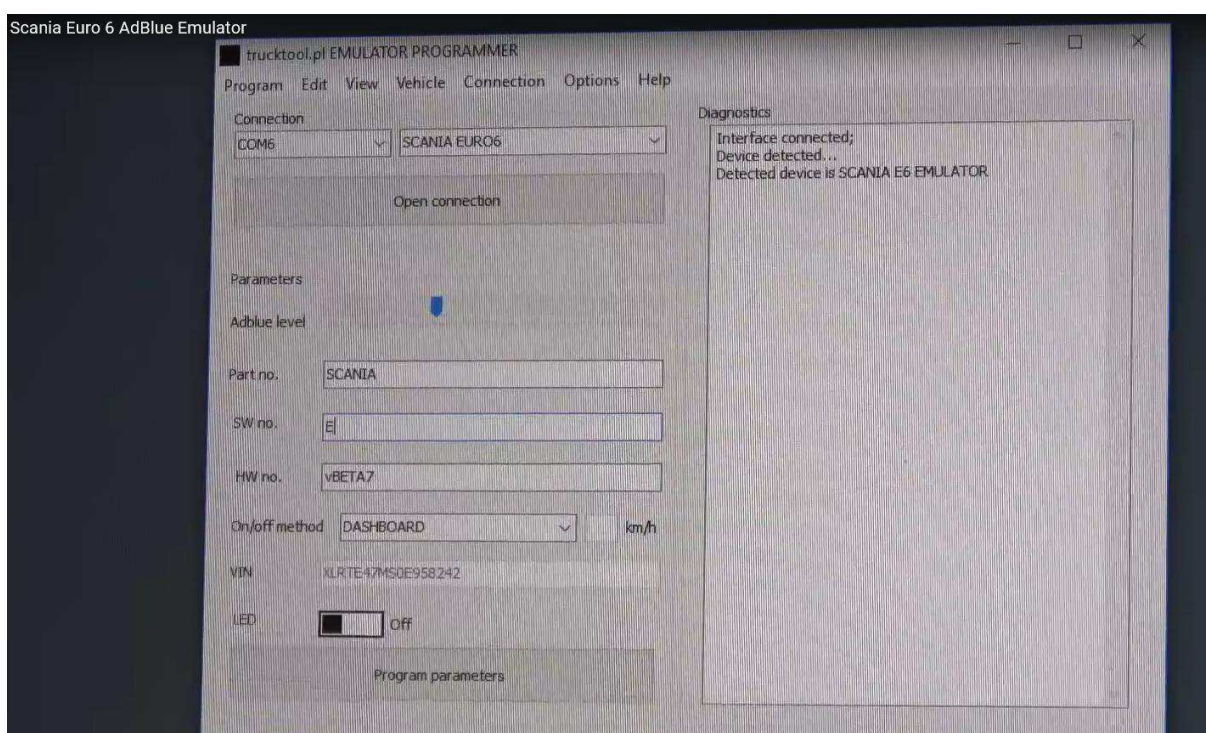 Scania Euro 6 AdBlue Emulator
trucktool.pl EMULATOR PROGRAMMER
Program Edit View Vehicle Connection Options Help
Connection
COM6 SCANIA EURO6
Open connection
Parameters
Adblue level
Part no. SCANIA
SW no. E
HW no. vBETA7
On/off method DASHBOARD km/h
VIN XLRTE47MS0E958242
LED Off
Program parameters
Diagnostics
Interface connected;
Device detected...
Detected device is SCANIA E6 EMULATOR